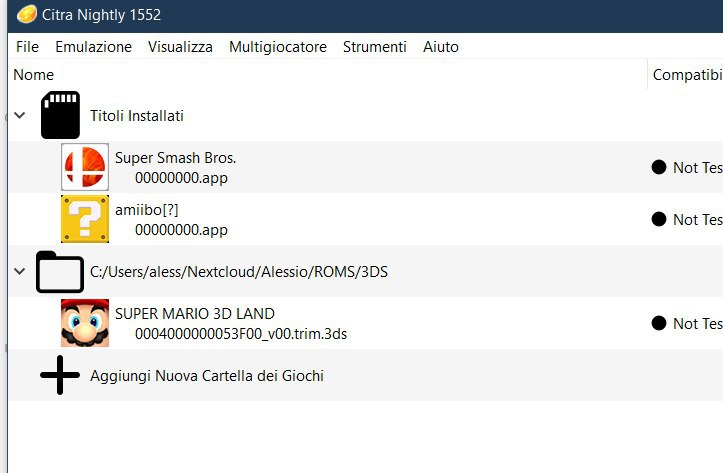 Citra Nightly 1552
File Emulazione Visualizza Multigiocatore Strumenti Aiuto
Nome Compatibi
Titoli Installati
Super Smash Bros.
00000000.app
Not Tes
amiibo[?]
00000000.app
Not Tes
C:/Users/aless/Nextcloud/Alessio/ROMS/3DS
SUPER MARIO 3D LAND
0004000000053F00_v00.trim.3ds
Not Tes
Aggiungi Nuova Cartella dei Giochi